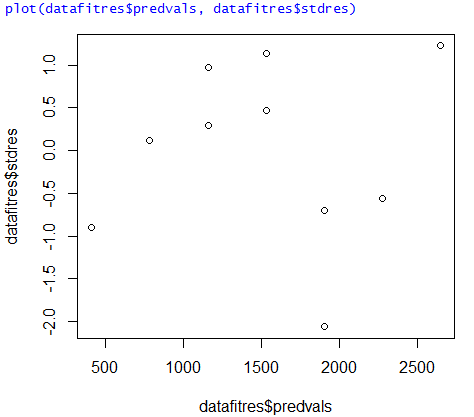 plot(datafitres$predvals, datafitres$stdres)
datafitres$stdres
1.0
0.5
0.0
-0.5
-1.0
-1.5
-2.0
500 1000 1500 2000 2500
datafitres$predvals